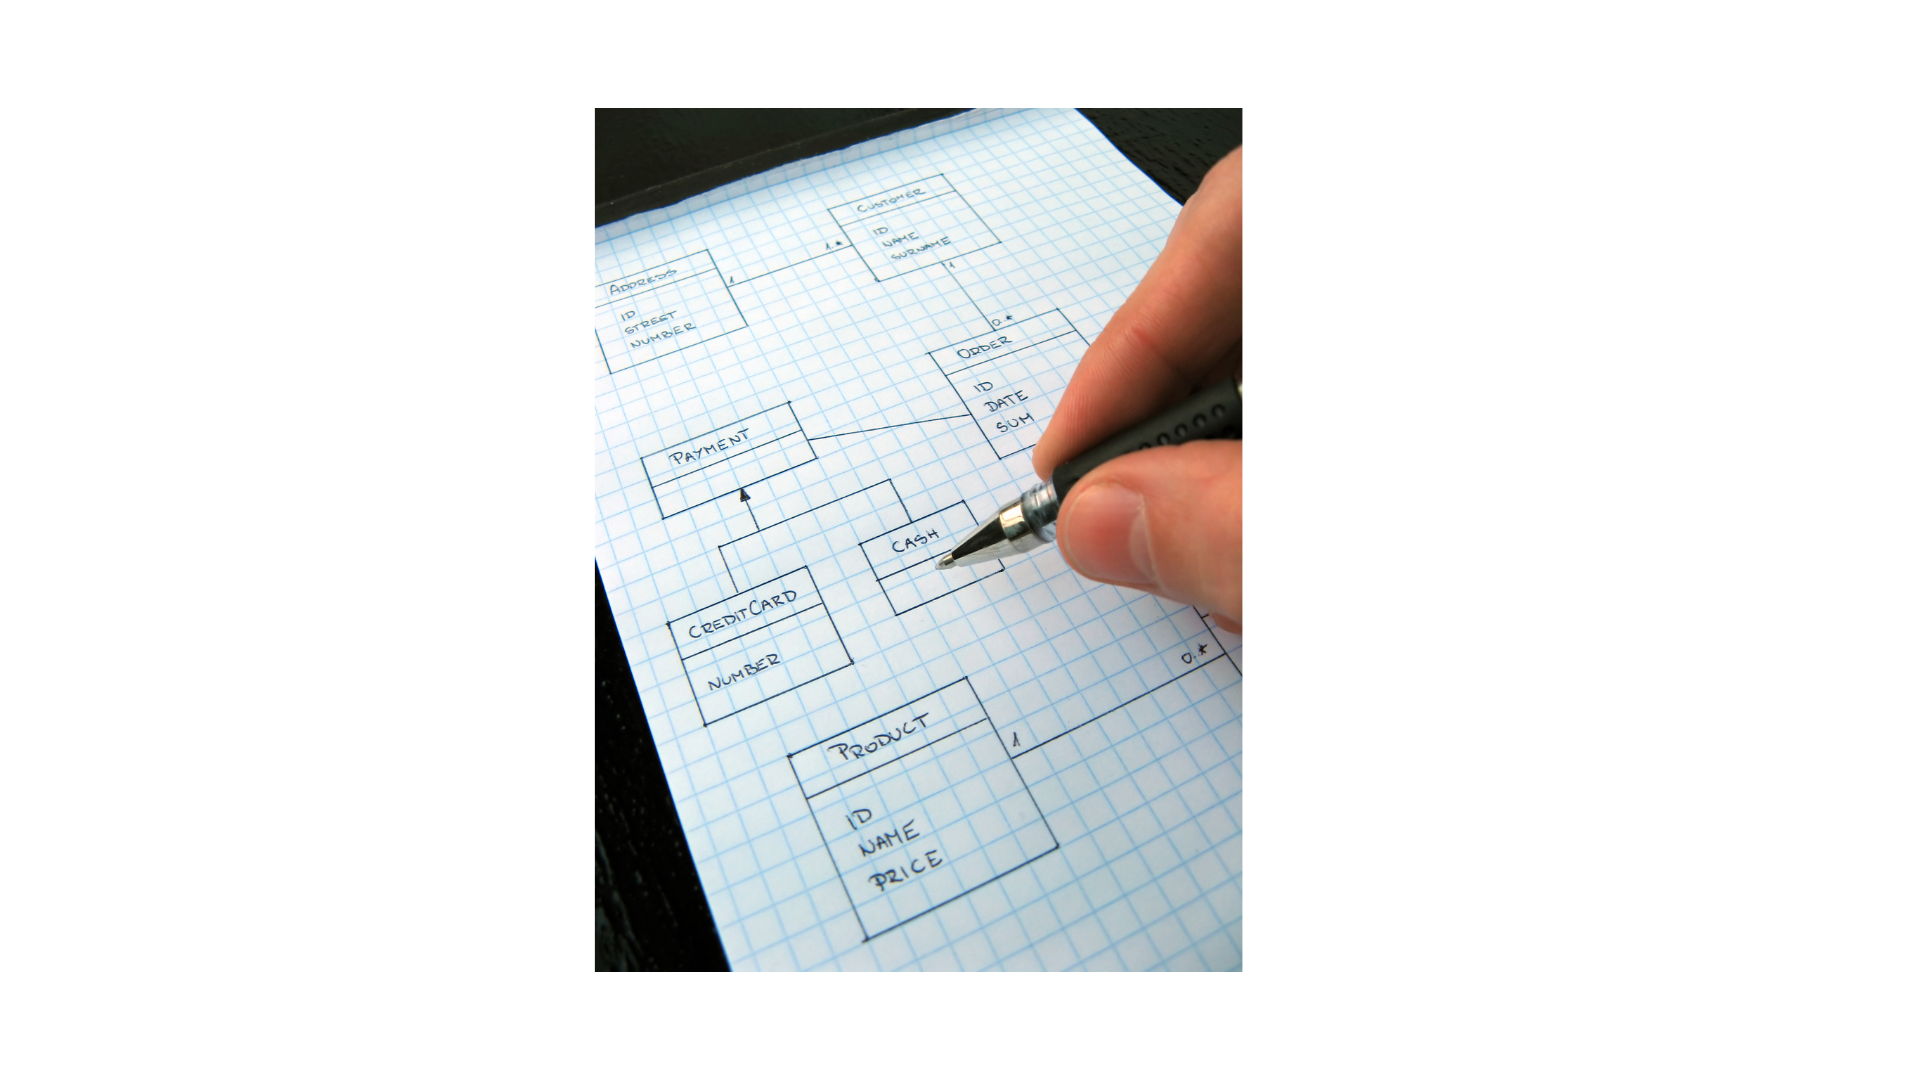 CUSTOMER
ID
NAME
SURNAME
1..*
1
1
ADDRESS
ID
STREET
NUMBER
0..*
ORDER
ID
DATE
SUM
PAYMENT
CASH
CREDITCARD
NUMBER
0..*
1
PRODUCT
ID
NAME
PRICE